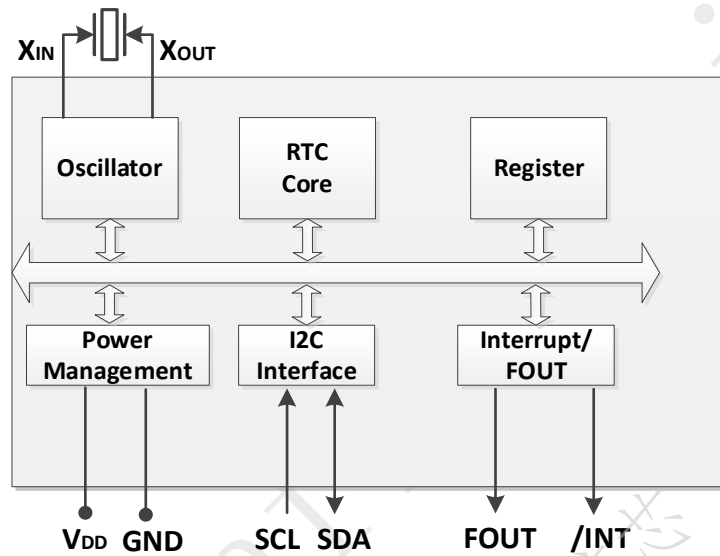 XIN XOUT
Oscillator
RTC
Core
Register
Power
Management
I2C
Interface
Interrupt/
FOUT
VDD GND SCL SDA FOUT /INT